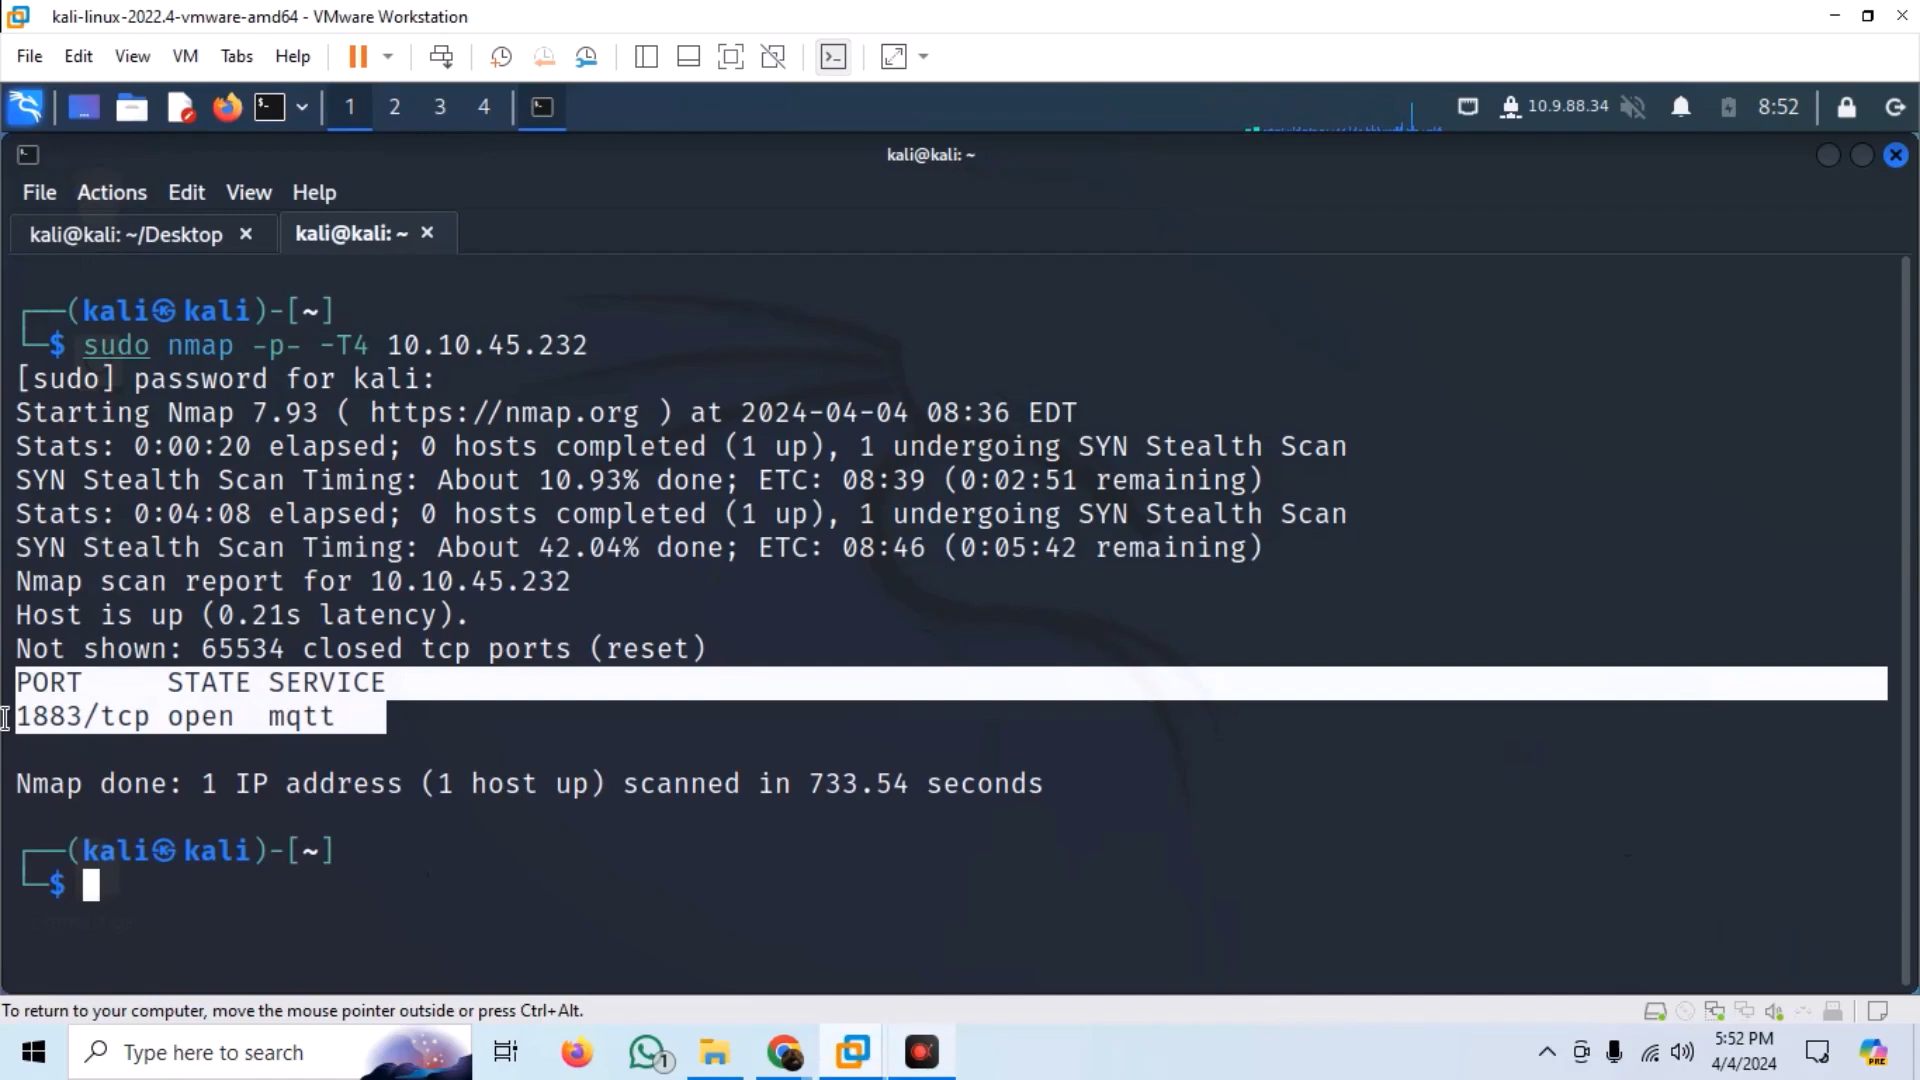 kali-linux-2022.4-vmware-amd64 - VMware Workstation
File Edit View VM Tabs Help
1 2 3 4 10.9.88.34 8:52
kali@kali: ~
File Actions Edit View Help
kali@kali: ~/Desktop kali@kali: ~
┌──(kali㉿kali)-[~]
└─$ sudo nmap -p- -T4 10.10.45.232
[sudo] password for kali:
Starting Nmap 7.93 ( https://nmap.org ) at 2024-04-04 08:36 EDT
Stats: 0:00:20 elapsed; 0 hosts completed (1 up), 1 undergoing SYN Stealth Scan
SYN Stealth Scan Timing: About 10.93% done; ETC: 08:39 (0:02:51 remaining)
Stats: 0:04:08 elapsed; 0 hosts completed (1 up), 1 undergoing SYN Stealth Scan
SYN Stealth Scan Timing: About 42.04% done; ETC: 08:46 (0:05:42 remaining)
Nmap scan report for 10.10.45.232
Host is up (0.21s latency).
Not shown: 65534 closed tcp ports (reset)
PORT     STATE SERVICE
1883/tcp open  mqtt
Nmap done: 1 IP address (1 host up) scanned in 733.54 seconds
┌──(kali㉿kali)-[~]
└─$
To return to your computer, move the mouse pointer outside or press Ctrl+Alt.
Type here to search
1
5:52 PM
4/4/2024
PRE